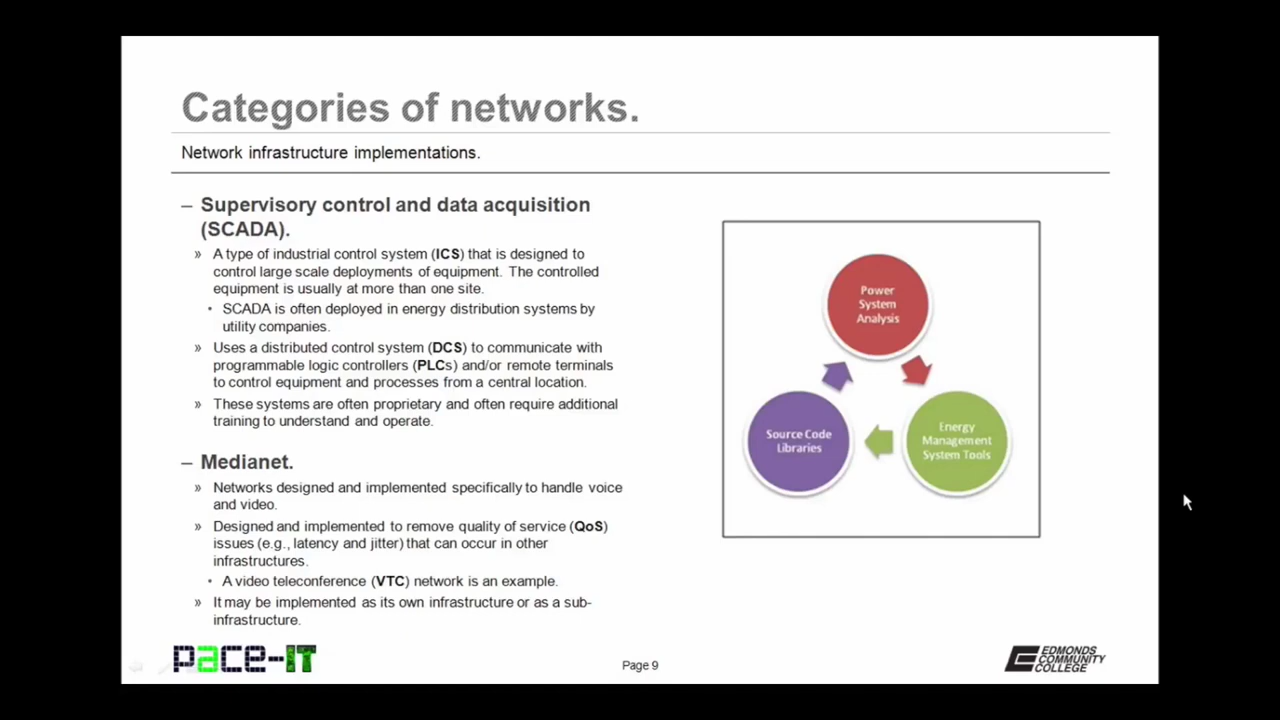 Categories of networks.
Network infrastructure implementations.
– Supervisory control and data acquisition
(SCADA).
» A type of industrial control system (ICS) that is designed to
control large scale deployments of equipment. The controlled
equipment is usually at more than one site.
• SCADA is often deployed in energy distribution systems by
utility companies.
» Uses a distributed control system (DCS) to communicate with
programmable logic controllers (PLCs) and/or remote terminals
to control equipment and processes from a central location.
» These systems are often proprietary and often require additional
training to understand and operate.
– Medianet.
» Networks designed and implemented specifically to handle voice
and video.
» Designed and implemented to remove quality of service (QoS)
issues (e.g., latency and jitter) that can occur in other
infrastructures.
• A video teleconference (VTC) network is an example.
» It may be implemented as its own infrastructure or as a sub-
infrastructure.
Power
System
Analysis
Energy
Management
System Tools
Source Code
Libraries
pace-IT
Page 9
EDMONDS
COMMUNITY
COLLEGE